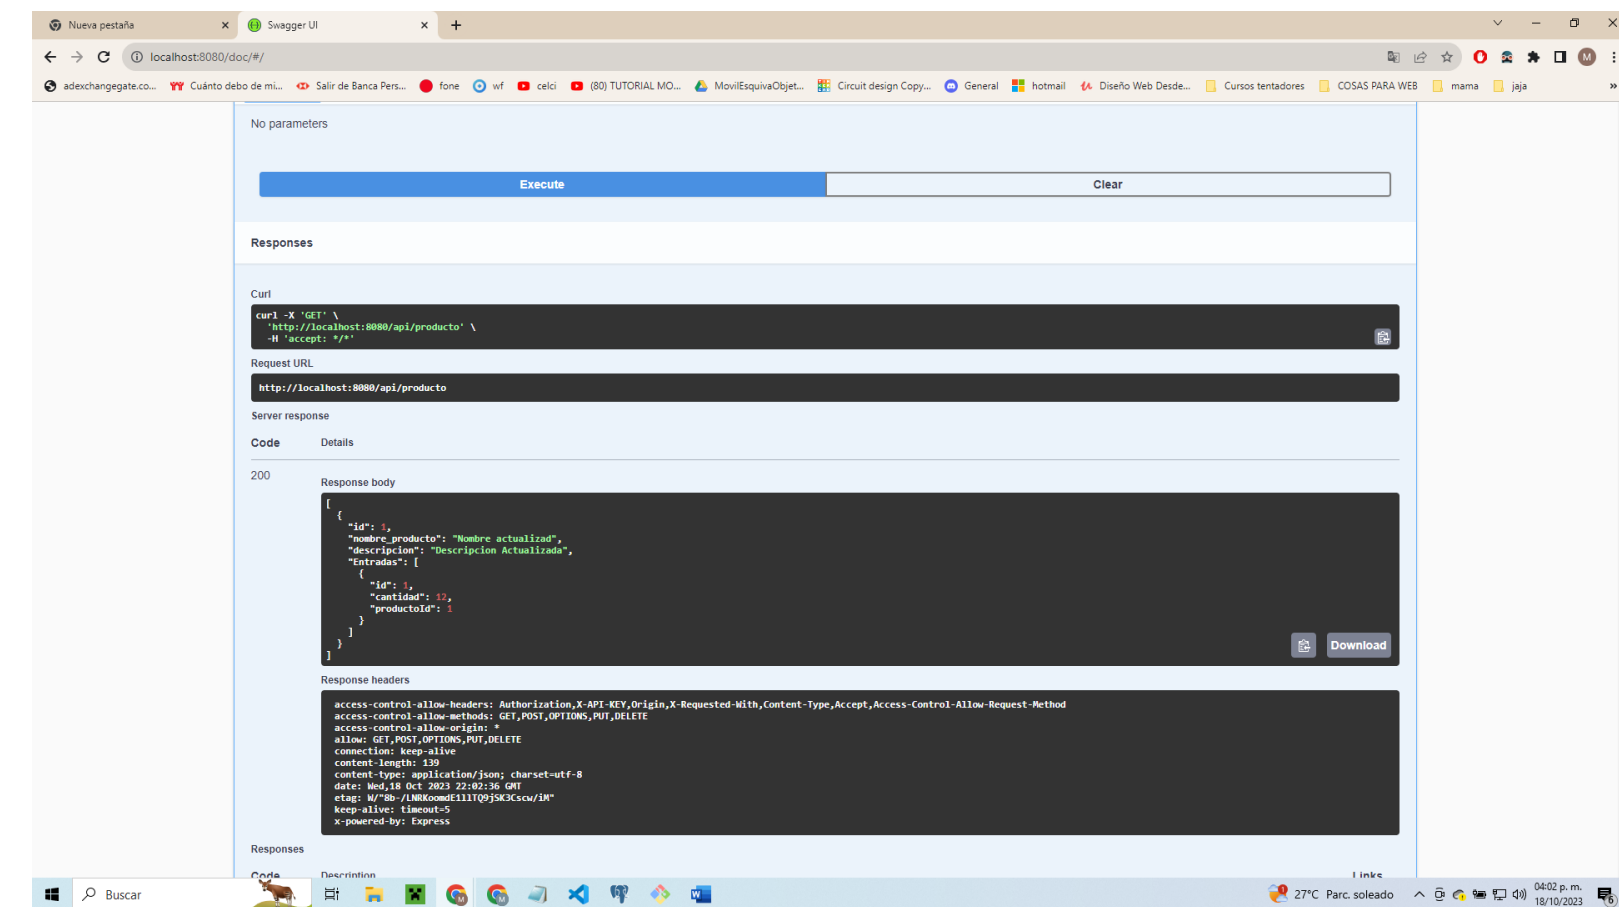 Nueva pestaña
Swagger UI
localhost:8080/doc/#/
adexchangegate.co... Cuánto debo de mi... Salir de Banca Pers... fone wf celci (80) TUTORIAL MO... MovilEsquivaObjet... Circuit design Copy... General hotmail Diseño Web Desde... Cursos tentadores COSAS PARA WEB mama jaja »
No parameters
Execute
Clear
Responses
Curl
curl -X 'GET' \
'http://localhost:8080/api/producto' \
-H 'accept: */*'
Request URL
http://localhost:8080/api/producto
Server response
Code Details
200
Response body
[
{
"id": 1,
"nombre_producto": "Nombre actualizad",
"descripcion": "Descripcion Actualizada",
"Entradas": [
{
"id": 1,
"cantidad": 12,
"productoId": 1
}
]
}
]
Download
Response headers
access-control-allow-headers: Authorization,X-API-KEY,Origin,X-Requested-With,Content-Type,Accept,Access-Control-Allow-Request-Method
access-control-allow-methods: GET,POST,OPTIONS,PUT,DELETE
access-control-allow-origin: *
allow: GET,POST,OPTIONS,PUT,DELETE
connection: keep-alive
content-length: 139
content-type: application/json; charset=utf-8
date: Wed,18 Oct 2023 22:02:36 GMT
etag:
keep-alive: timeout=5
x-powered-by: Express
Responses
Code Description Links
Buscar
27°C Parc. soleado
04:02 p. m.
18/10/2023